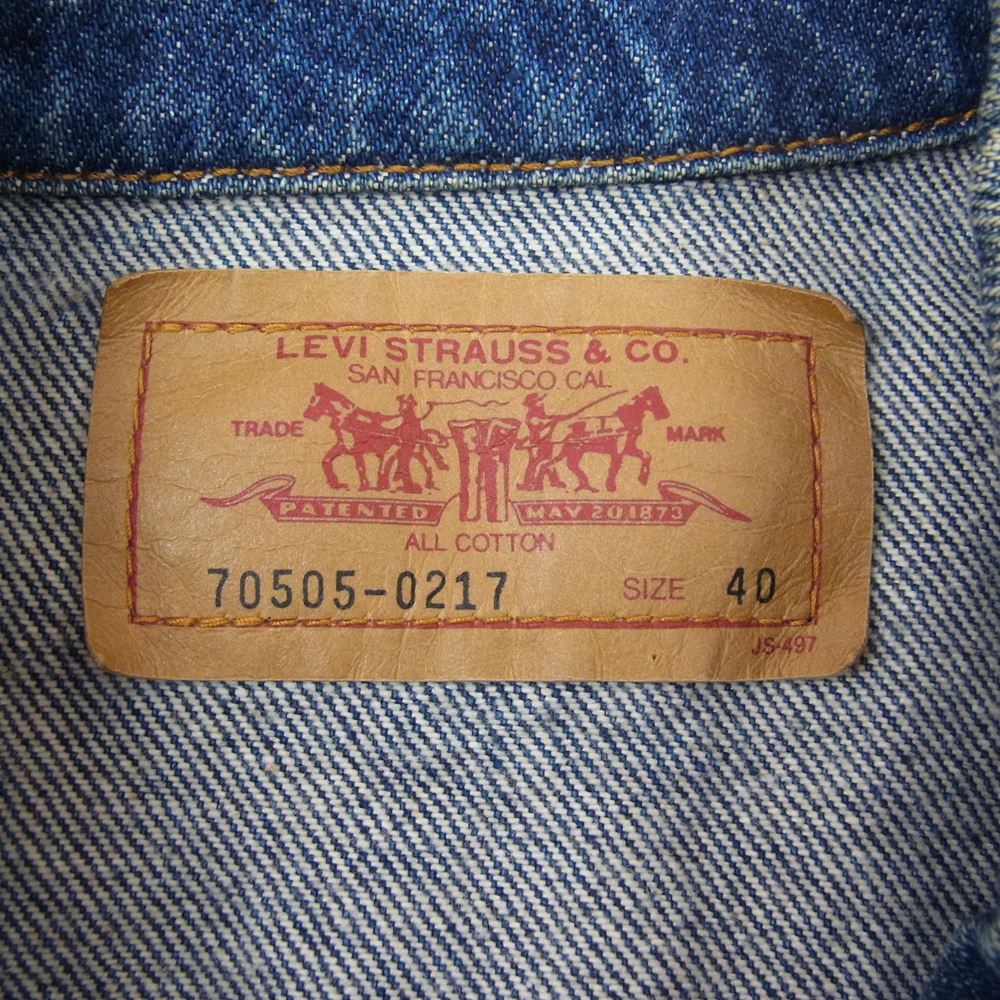 LEVI STRAUSS & CO.
SAN FRANCISCO CAL
TRADE MARK
PATENTED MAY 20 1873
ALL COTTON
70505-0217 SIZE 40
JS-497